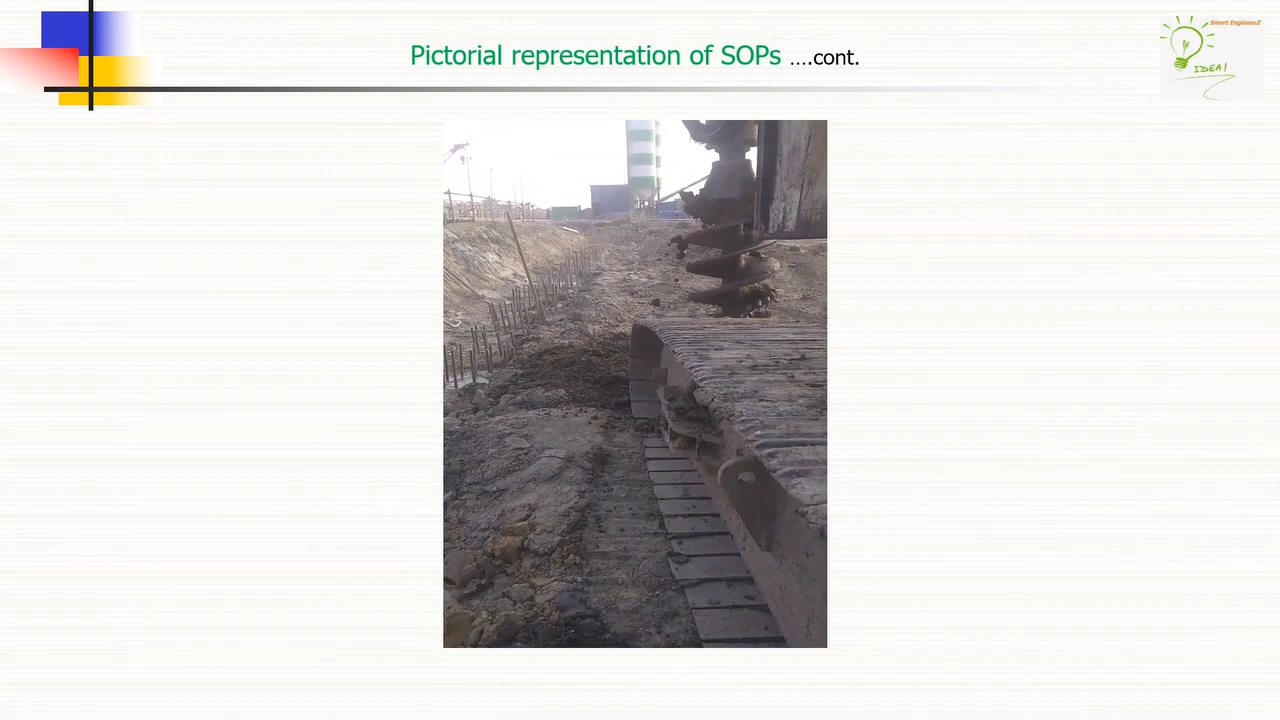 Pictorial representation of SOPs ....cont.
Smart EngineerZ
IDEA!